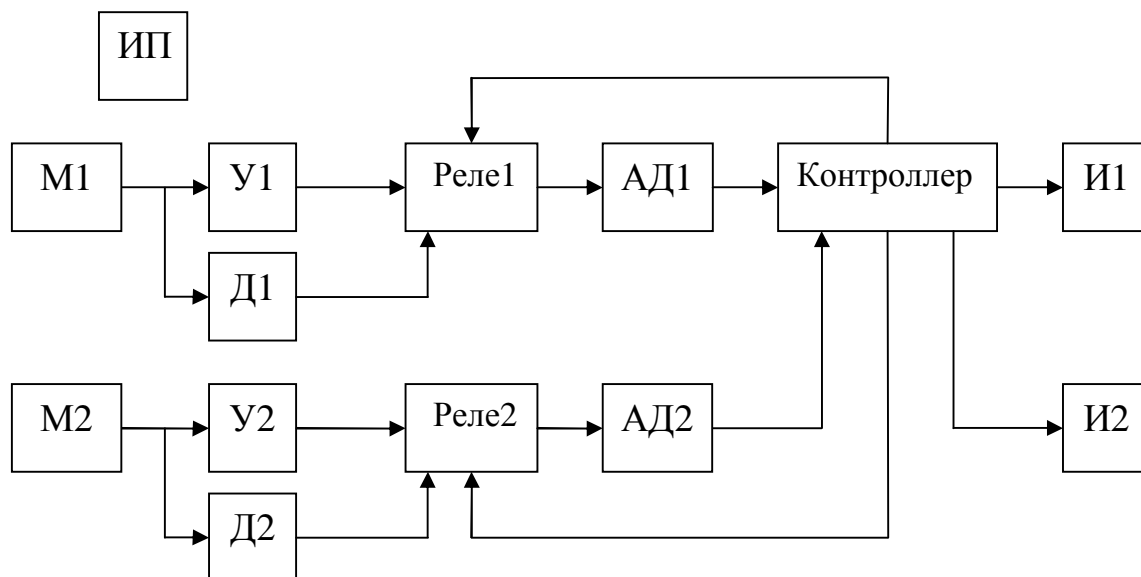 ИП
М1
У1
Реле1
АД1
Контроллер
И1
Д1
М2
У2
Реле2
АД2
И2
Д2